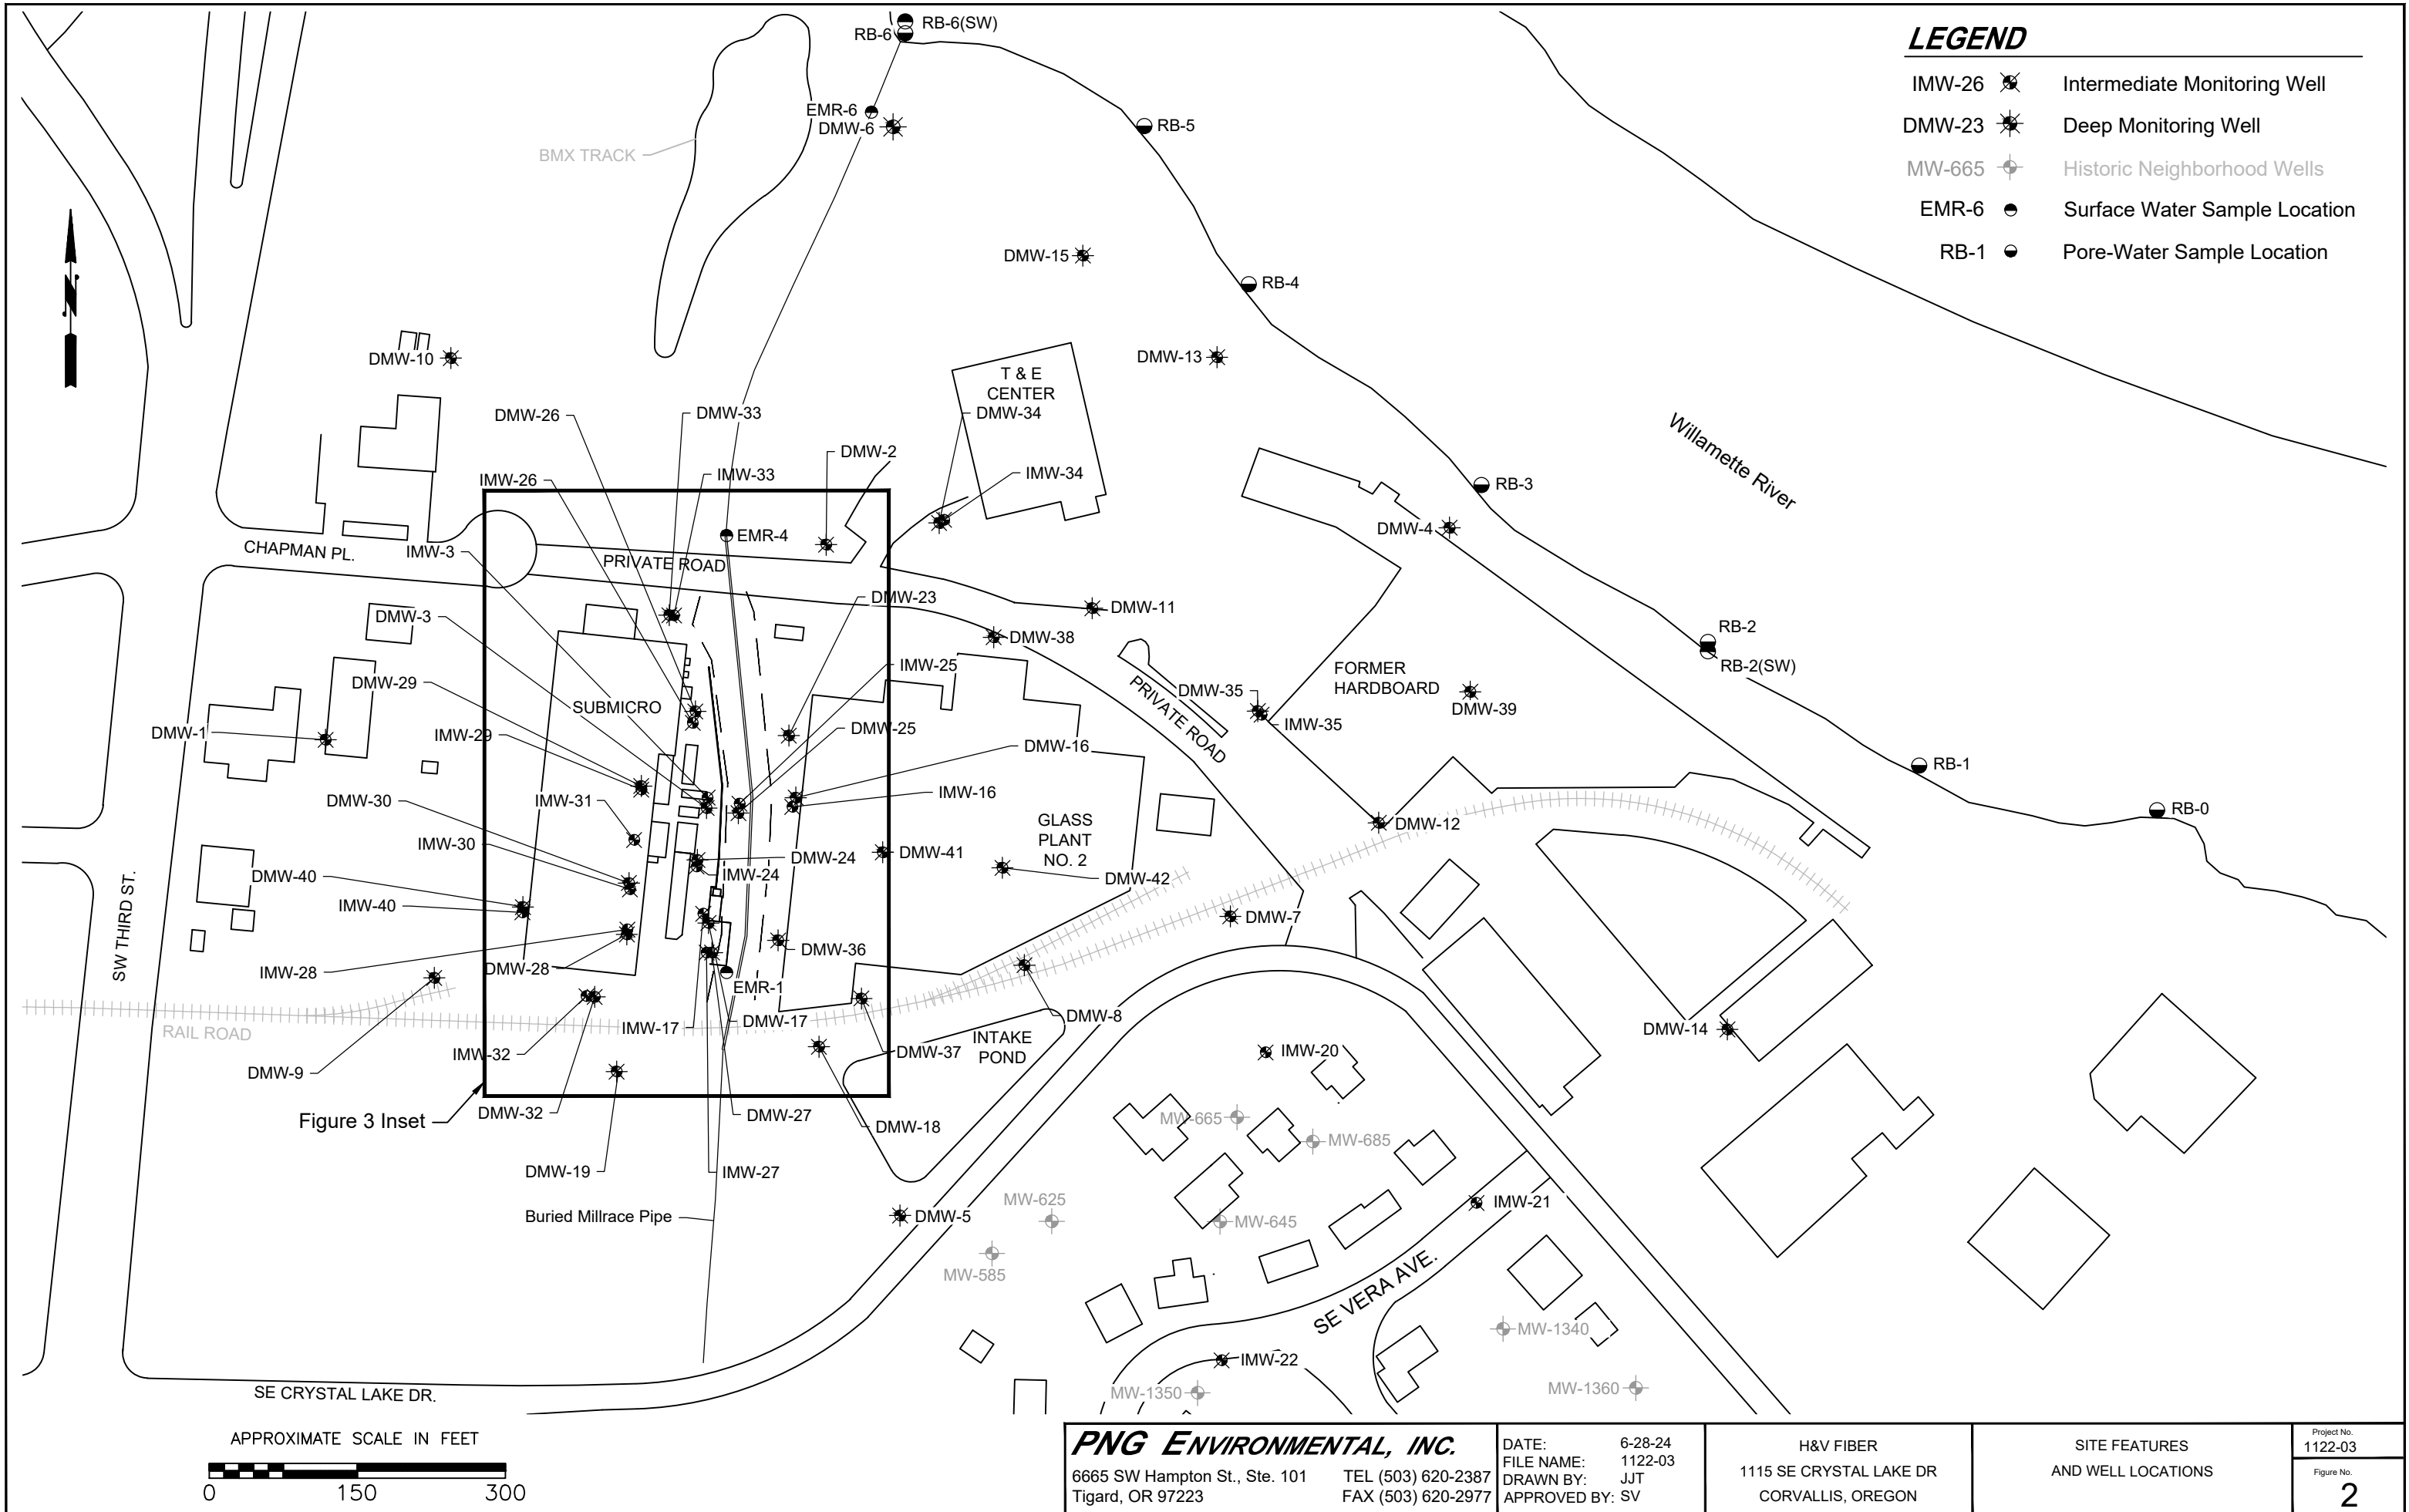 RB-6(SW)
RB-6
LEGEND
IMW-26 Intermediate Monitoring Well
DMW-23 Deep Monitoring Well
MW-665 Historic Neighborhood Wells
EMR-6 Surface Water Sample Location
RB-1 Pore-Water Sample Location
EMR-6
DMW-6
RB-5
BMX TRACK
N
DMW-15
RB-4
DMW-10
DMW-13
T & E
CENTER
DMW-26
DMW-33
DMW-34
Willamette River
DMW-2
IMW-26
IMW-33
IMW-34
RB-3
DMW-4
EMR-4
CHAPMAN PL.
IMW-3
PRIVATE ROAD
DMW-23
DMW-11
DMW-3
DMW-38
RB-2
RB-2(SW)
IMW-25
FORMER
HARDBOARD
DMW-29
DMW-35
PRIVATE ROAD
SUBMICRO
DMW-39
DMW-1
IMW-29
DMW-25
IMW-35
DMW-16
RB-1
DMW-30
IMW-31
IMW-16
RB-0
GLASS
PLANT
NO. 2
DMW-12
IMW-30
DMW-24
DMW-41
DMW-40
IMW-24
DMW-42
IMW-40
SW THIRD ST.
DMW-7
DMW-36
IMW-28
DMW-28
EMR-1
RAIL ROAD
IMW-17
DMW-17
DMW-8
INTAKE
POND
DMW-14
IMW-32
DMW-37
IMW-20
DMW-9
Figure 3 Inset
DMW-32
DMW-27
DMW-18
MW-665
MW-685
DMW-19
IMW-27
MW-625
IMW-21
Buried Millrace Pipe
DMW-5
MW-645
MW-585
SE VERA AVE.
MW-1340
IMW-22
SE CRYSTAL LAKE DR.
MW-1350
MW-1360
APPROXIMATE SCALE IN FEET
0 150 300
PNG ENVIRONMENTAL, INC.
6665 SW Hampton St., Ste. 101 TEL (503) 620-2387
Tigard, OR 97223 FAX (503) 620-2977
DATE: 6-28-24
FILE NAME: 1122-03
DRAWN BY: JJT
APPROVED BY: SV
H&V FIBER
1115 SE CRYSTAL LAKE DR
CORVALLIS, OREGON
SITE FEATURES
AND WELL LOCATIONS
Project No.
1122-03
Figure No.
2